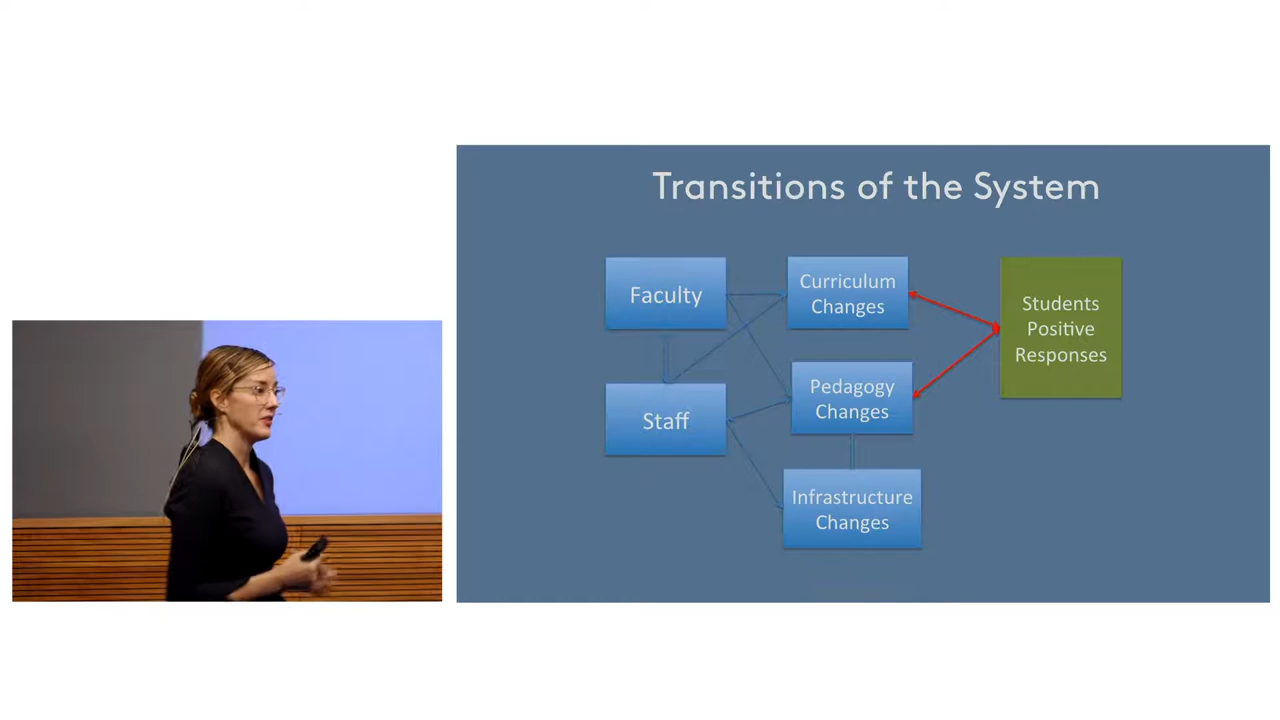 Transitions of the System
Faculty
Curriculum
Changes
Students
Positive
Responses
Staff
Pedagogy
Changes
Infrastructure
Changes